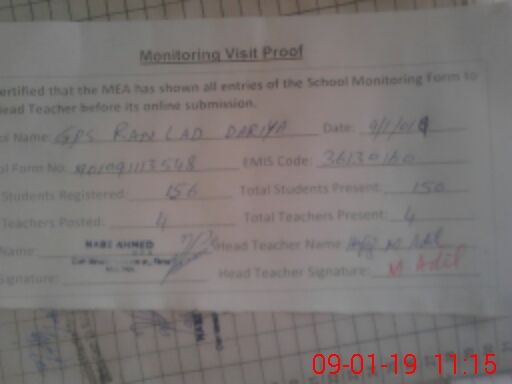 Monitoring Visit Proof
ertified that the MEA has shown all entries of the School Monitoring Form to
ead Teacher before its online submission.
ol Name: GPS LAD DARIYA Date:
ol Form No: EMIS Code: 36130160
Students Registered: 156 Total Students Present: 150
Teachers Posted: 4 Total Teachers Present: 4
Name: NABI AHMED Head Teacher Name
Signature: Head Teacher Signature: M. Adil
09-01-19 11:15